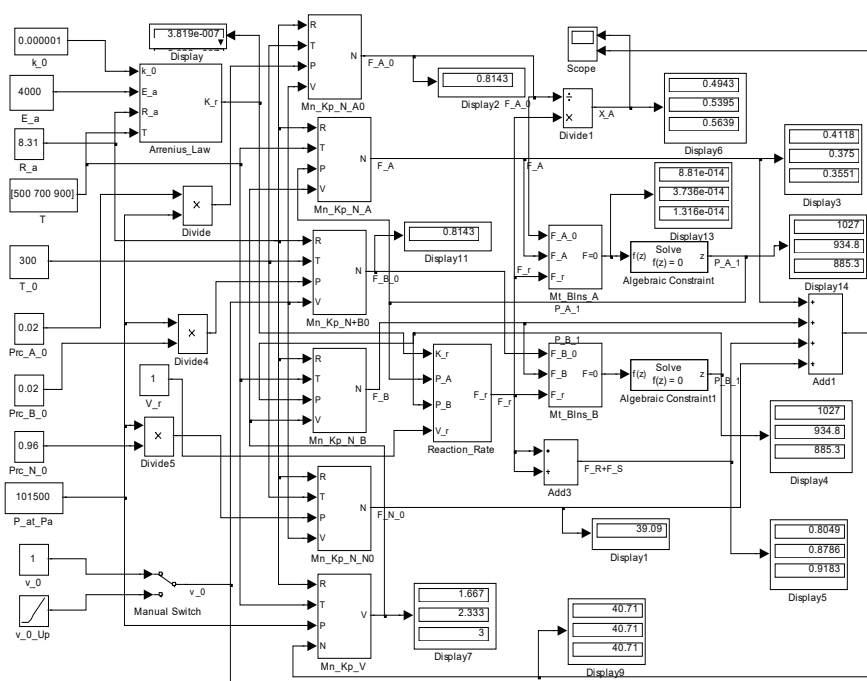 0.000001
k_0
4000
E_a
8.31
R_a
[500 700 900]
T
300
T_0
0.02
Prc_A_0
0.02
Prc_B_0
0.96
Prc_N_0
101500
P_at_Pa
1
v_0
v_0_Up
Manual Switch
v_0
3.819e-007
Display
k_0
E_a
R_a
T
K_r
Arrenius_Law
×
Divide
×
Divide4
1
V_r
×
Divide5
R
T
P
V
N
Mn_Kp_N_A0
F_A_0
0.8143
Display2
R
T
P
V
N
Mn_Kp_N_A
F_A
R
T
P
V
N
Mn_Kp_N+B0
F_B_0
0.8143
Display11
R
T
P
V
N
Mn_Kp_N_B
F_B
R
T
P
V
N
Mn_Kp_N_N0
F_N_0
39.09
Display1
R
T
P
N
V
Mn_Kp_V
1.667
2.333
3
Display7
K_r
P_A
P_B
V_r
F_r
Reaction_Rate
F_r
F_A_0
÷
×
Divide1
X_A
Scope
0.4943
0.5395
0.5639
Display6
0.4118
0.375
0.3551
Display3
8.81e-014
3.736e-014
1.316e-014
Display13
F_A
F_r
F_A_0
F_A
F_r
F=0
Mt_Blns_A
P_A_1
f(z)
Solve
f(z) = 0
z
Algebraic Constraint
P_A_1
1027
934.8
885.3
Display14
P_B_1
F_B_0
F_B
F_r
F=0
Mt_Blns_B
f(z)
Solve
f(z) = 0
z
Algebraic Constraint1
P_B_1
+
+
+
+
Add1
+
+
Add3
F_R+F_S
1027
934.8
885.3
Display4
0.8049
0.8786
0.9183
Display5
40.71
40.71
40.71
Display9